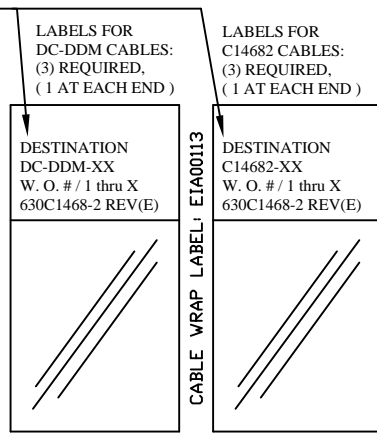 LABELS FOR
DC-DDM CABLES:
(3) REQUIRED,
( 1 AT EACH END )
LABELS FOR
C14682 CABLES:
(3) REQUIRED,
( 1 AT EACH END )
DESTINATION
DC-DDM-XX
W. O. # / 1 thru X
630C1468-2 REV(E)
CABLE WRAP LABEL: EIA00113
DESTINATION
C14682-XX
W. O. # / 1 thru X
630C1468-2 REV(E)